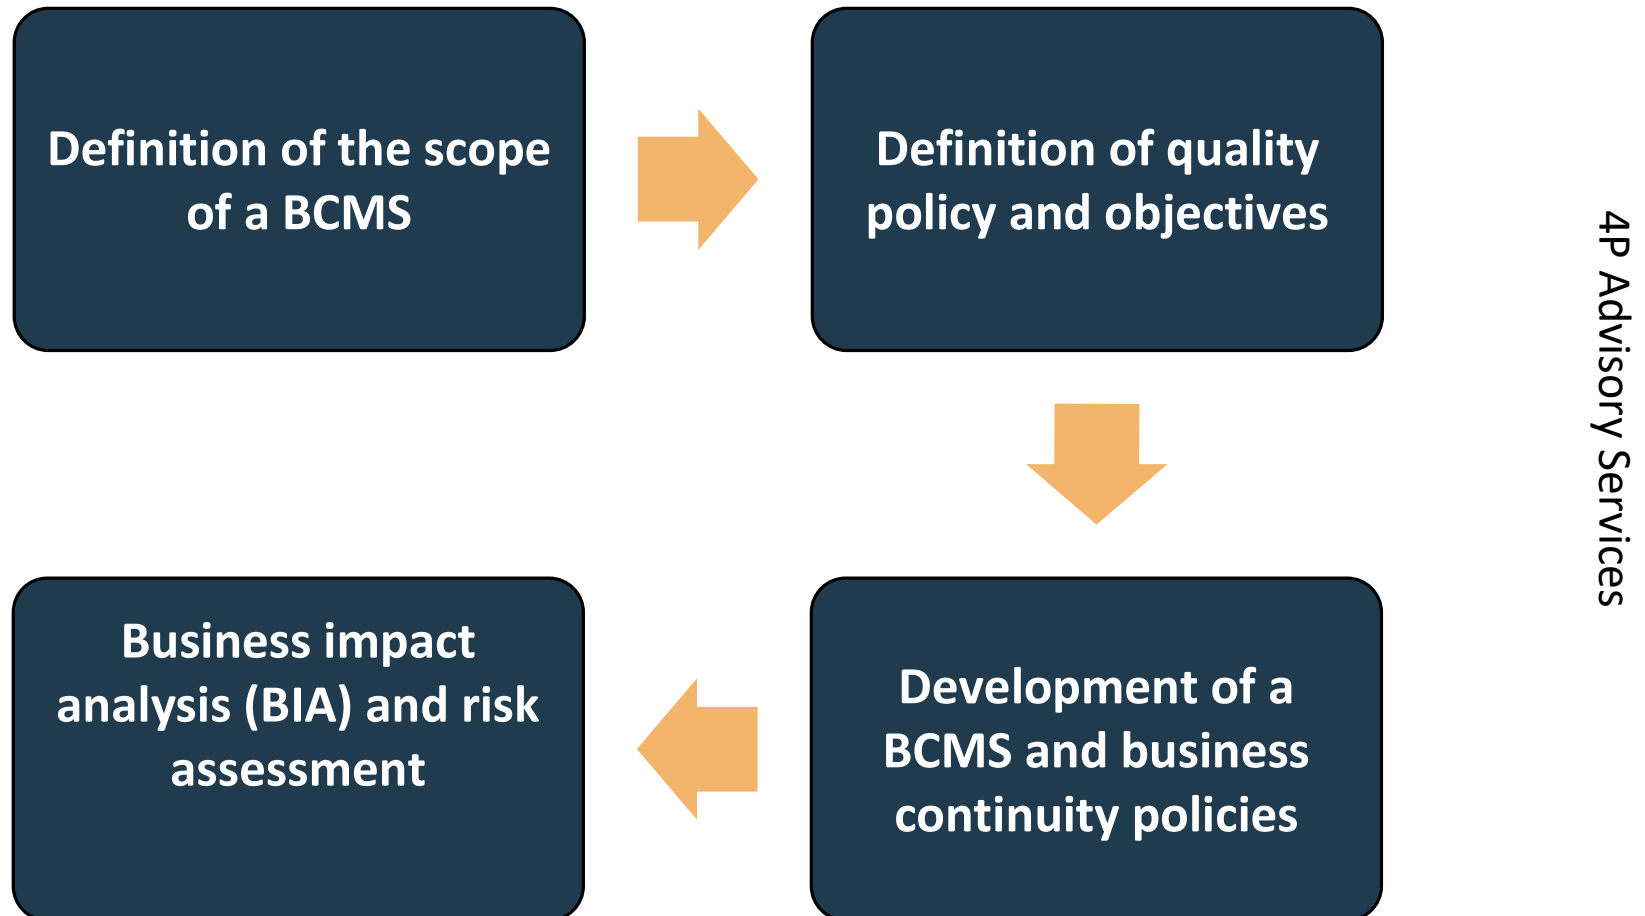 Definition of the scope
of a BCMS
Definition of quality
policy and objectives
Development of a
BCMS and business
continuity policies
Business impact
analysis (BIA) and risk
assessment
4P Advisory Services